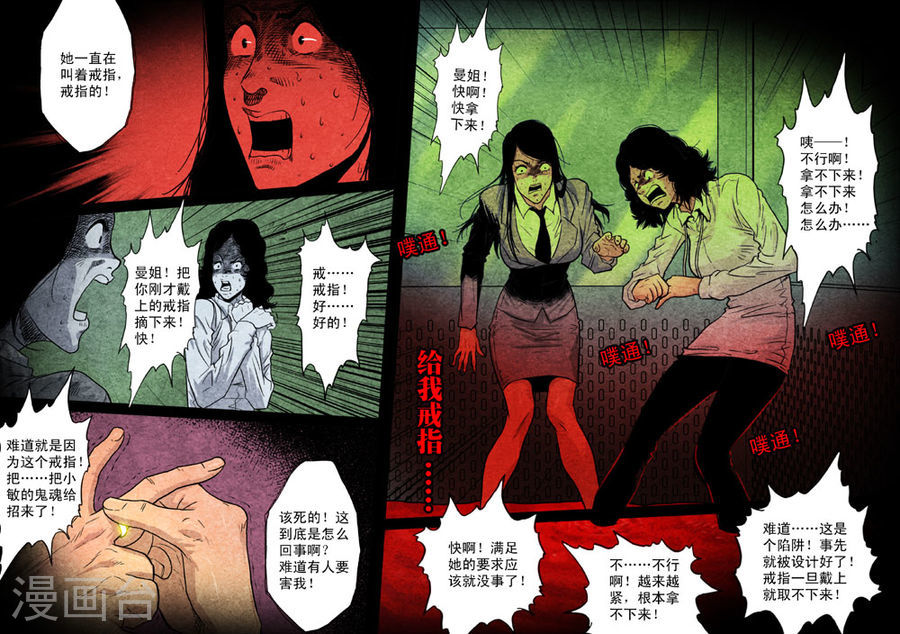 她一直在
叫着戒指，
戒指的！
曼姐！把
你刚才戴
上的戒指
摘下来！
快！
戒……
戒指！
好……
好的！
难道就是因
为这个戒指！
把……把小
敏的鬼魂给
招来了！
该死的！这
到底是怎么
回事啊？
难道有人要
害我！
曼姐！
快啊！
快拿
下来！
咦——！
不行啊！
拿不下来！
拿不下来
怎么办！
怎么办……
噗通！
噗通！
噗通！
噗通！
给我戒指……
快啊！满足
她的要求应
该就没事了！
不……不行
啊！越来越
紧，根本拿
不下来！
难道……这是
个陷阱！事先
就被设计好了！
戒指一旦戴上
就取不下来！
漫画台